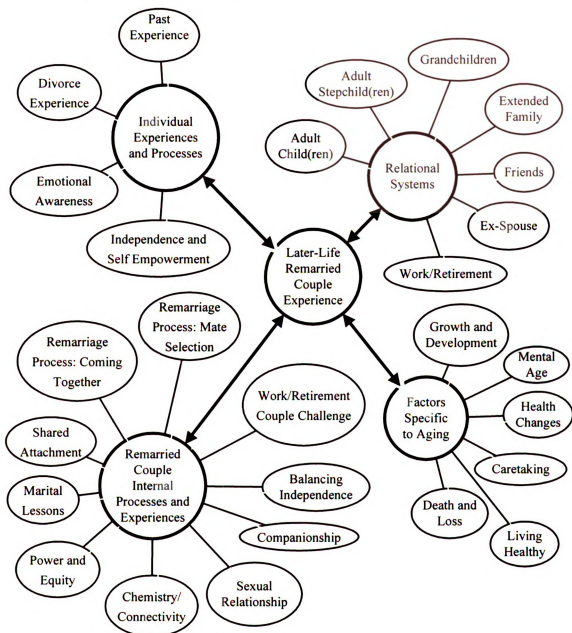 Past
Experience
Divorce
Experience
Individual
Experiences
and Processes
Emotional
Awareness
Independence and
Self Empowerment
Adult
Stepchild(ren)
Grandchildren
Extended
Family
Adult
Child(ren)
Relational
Systems
Friends
Ex-Spouse
Work/Retirement
Later-Life
Remarried
Couple
Experience
Remarriage
Process: Coming
Together
Remarriage
Process: Mate
Selection
Work/Retirement
Couple Challenge
Shared
Attachment
Remarried
Couple
Internal
Processes and
Experiences
Marital
Lessons
Balancing
Independence
Companionship
Power and
Equity
Chemistry/
Connectivity
Sexual
Relationship
Growth and
Development
Mental
Age
Factors
Specific
to Aging
Health
Changes
Caretaking
Death and
Loss
Living
Healthy